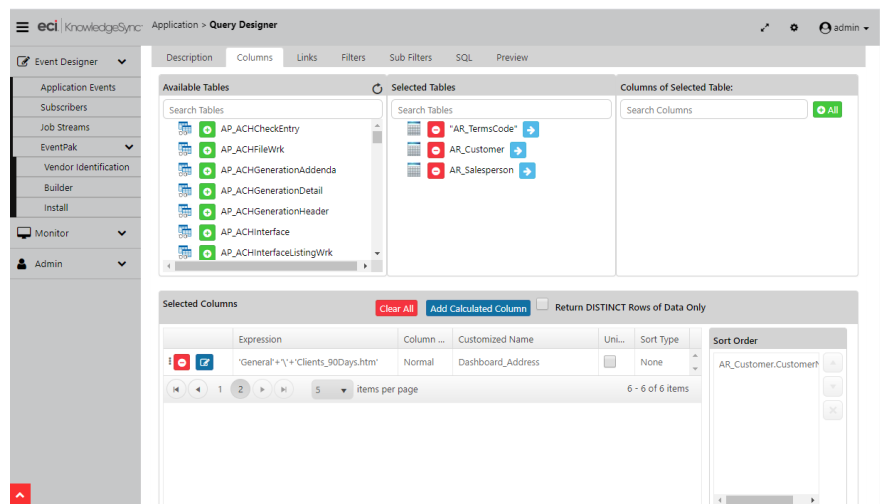 eci KnowledgeSync
Application > Query Designer
admin
Event Designer
Application Events
Subscribers
Job Streams
EventPak
Vendor Identification
Builder
Install
Monitor
Admin
Description Columns Links Filters Sub Filters SQL Preview
Available Tables
Search Tables
AP_ACHCheckEntry
AP_ACHFileWrk
AP_ACHGenerationAddenda
AP_ACHGenerationDetail
AP_ACHGenerationHeader
AP_ACHInterface
AP_ACHInterfaceListingWrk
Selected Tables
Search Tables
"AR_TermsCode"
AR_Customer
AR_Salesperson
Columns of Selected Table:
Search Columns
All
Selected Columns
Clear All Add Calculated Column Return DISTINCT Rows of Data Only
Expression Column ... Customized Name Uni... Sort Type
'General'+'\'+'Clients_90Days.htm' Normal Dashboard_Address None
1 2 5 items per page 6 - 6 of 6 items
Sort Order
AR_Customer.CustomerN